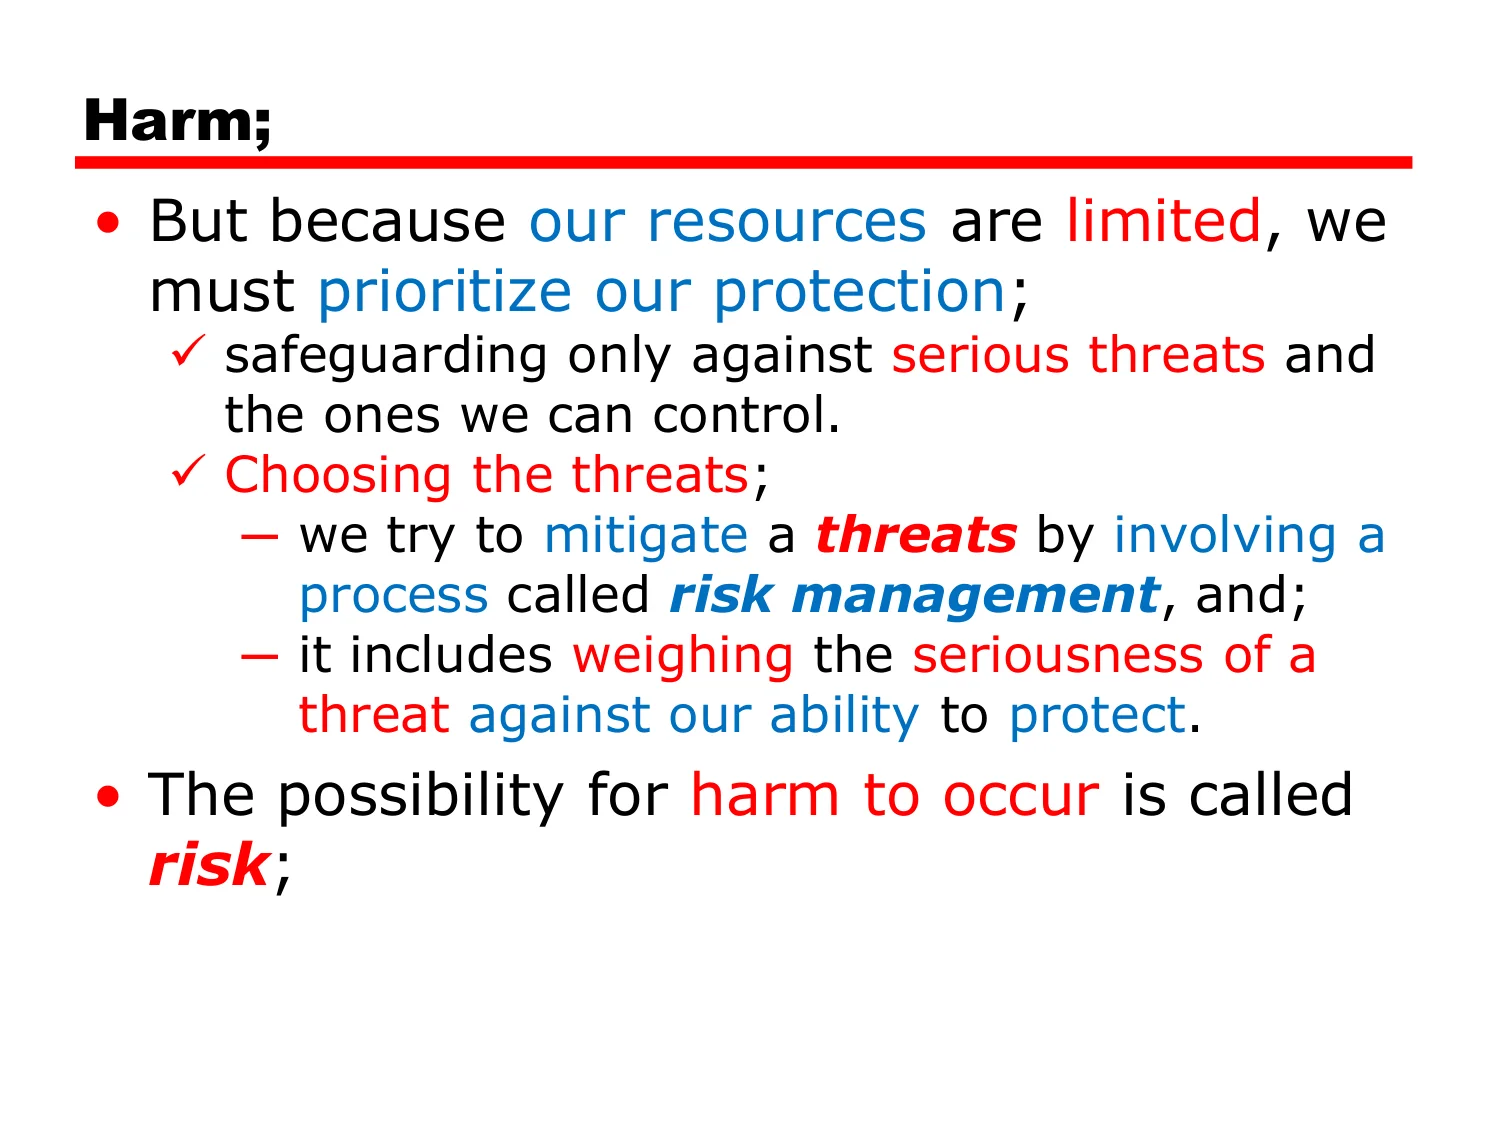 Harm;
• But because our resources are limited, we
must prioritize our protection;
✓ safeguarding only against serious threats and
the ones we can control.
✓ Choosing the threats;
— we try to mitigate a threats by involving a
process called risk management, and;
— it includes weighing the seriousness of a
threat against our ability to protect.
• The possibility for harm to occur is called
risk;